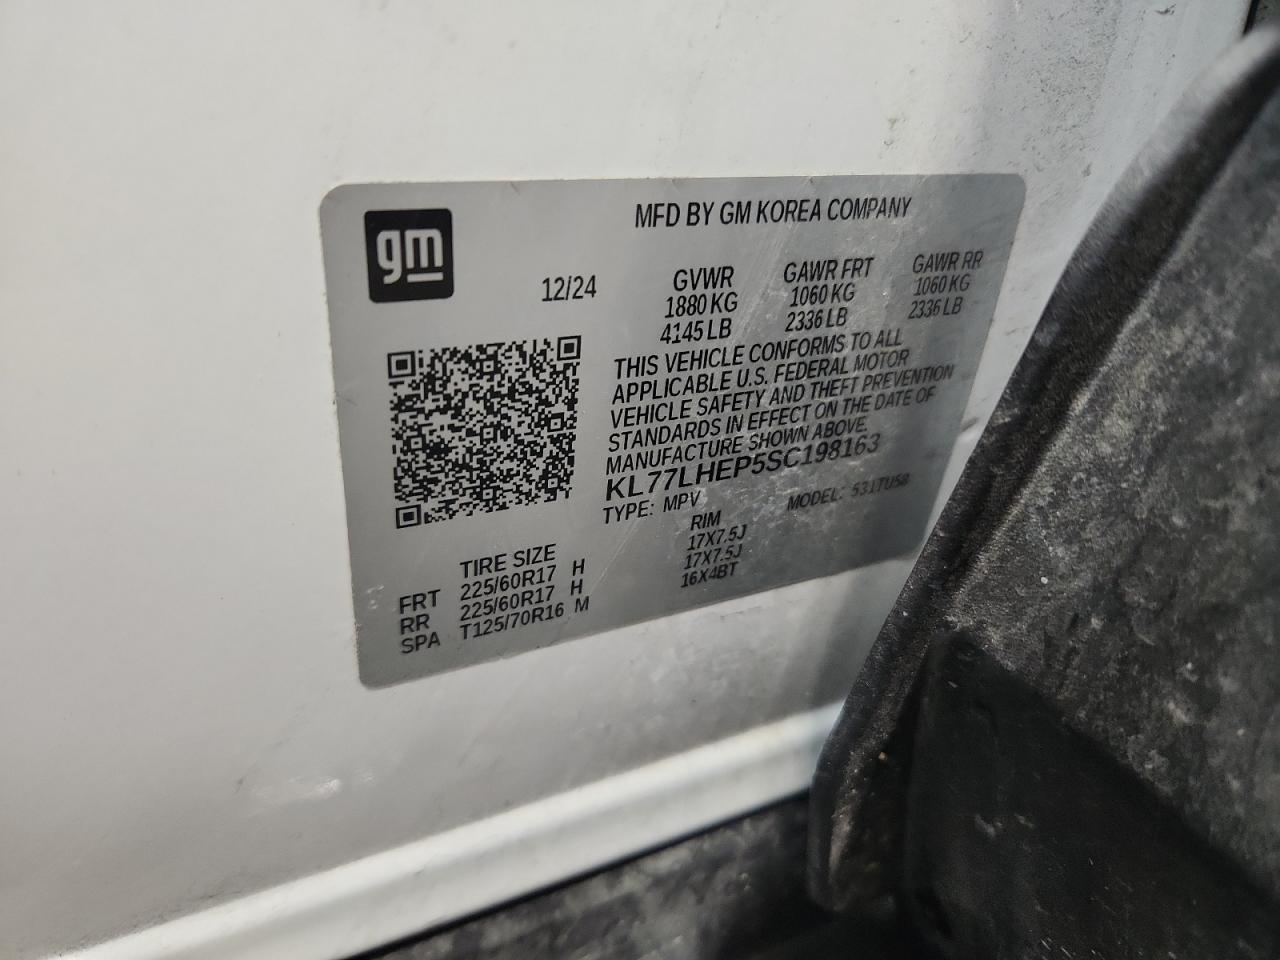 gm
MFD BY GM KOREA COMPANY
12/24
GVWR GAWR FRT GAWR RR
1880 KG 1060 KG 1060 KG
4145 LB 2336 LB 2336 LB
THIS VEHICLE CONFORMS TO ALL
APPLICABLE U.S. FEDERAL MOTOR
VEHICLE SAFETY AND THEFT PREVENTION
STANDARDS IN EFFECT ON THE DATE OF
MANUFACTURE SHOWN ABOVE.
KL77LHEP5SC198163
TYPE: MPV MODEL: 531TU58
TIRE SIZE RIM
FRT 225/60R17 H 17X7.5J
RR 225/60R17 H 17X7.5J
SPA T125/70R16 M 16X4BT